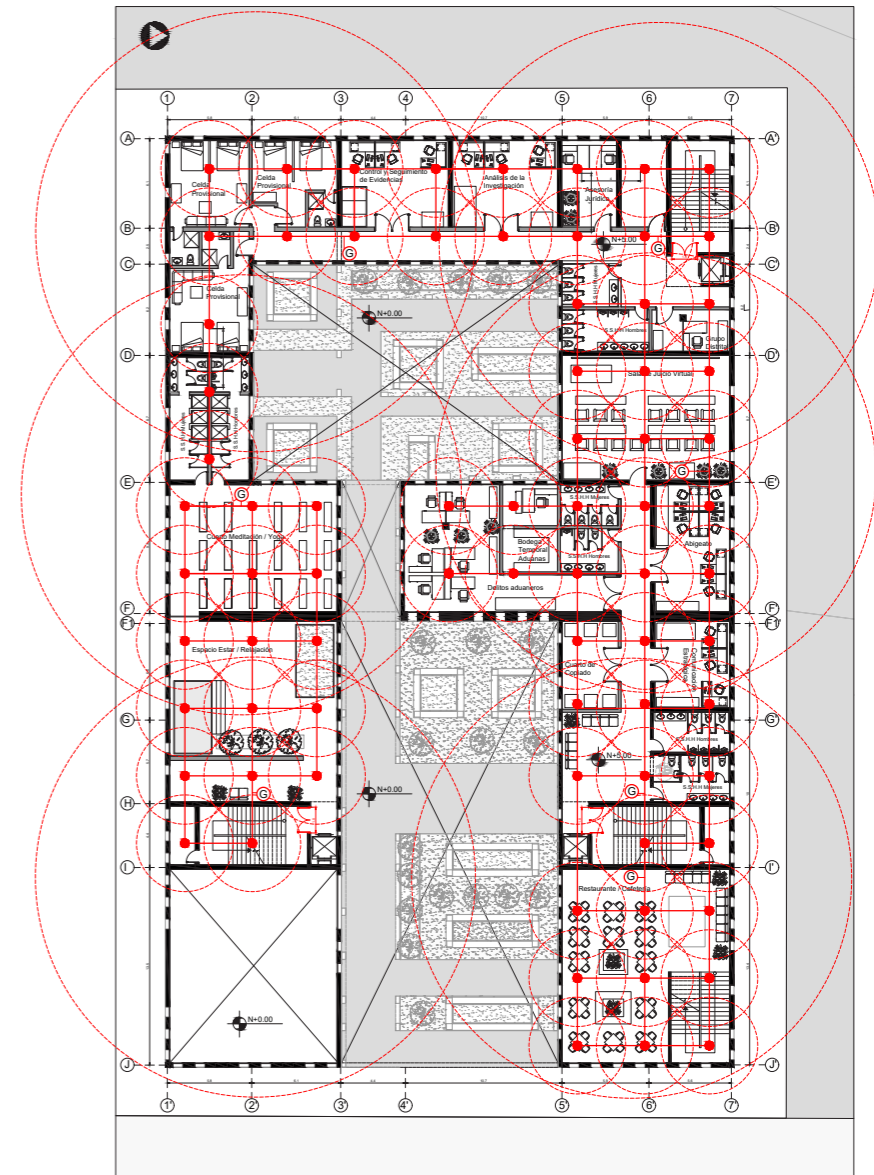 1 2 3 4 5 6 7
A A'
Celda
Provisional
Celda
Provisional
Control y Seguimiento
de Evidencias
Análisis de la
Investigación
Asesoría
Jurídica
B B'
N+5.00
G
G
C C'
Celda
Provisional
S.S.H.H Mujeres
N+0.00
S.S.H.H Hombres
Grupo
Distrital
D D'
S.S.H.H Mujeres
S.S.H.H Hombres
G
E E'
G
S.S.H.H Mujeres
Cuarto Meditación / Yoga
Bodega
Temporal
Aduanas
S.S.H.H Hombres
Abigeato
Delitos aduaneros
F F'
F1 F1'
Espacio Estar / Relajación
Cuarto de
Copiado
G G'
S.S.H.H Hombres
N+5.00
S.S.H.H Mujeres
N+0.00
G
G
H H'
I I'
G
Restaurante / Cafetería
N+0.00
J J'
1' 2' 3' 4' 5' 6' 7'